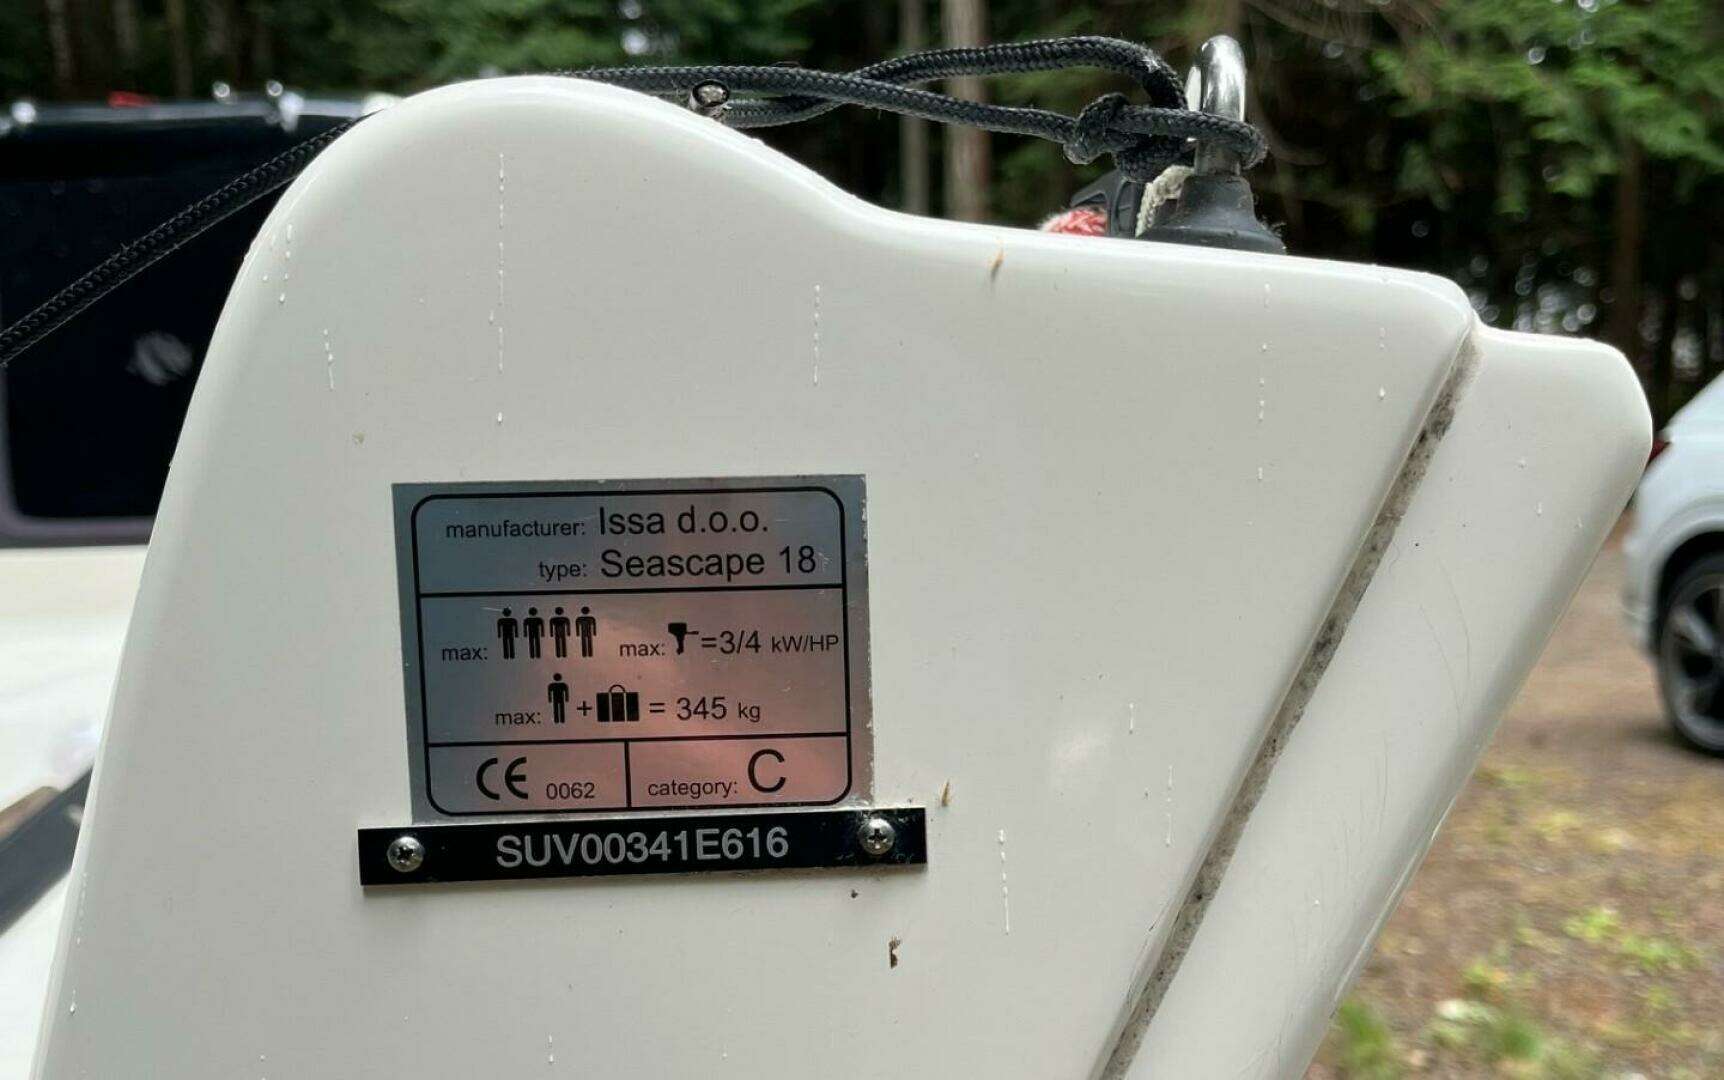 manufacturer: Issa d.o.o.
type: Seascape 18
max: max: =3/4 kW/HP
max: + = 345 kg
CE 0062 category: C
SUV00341E616